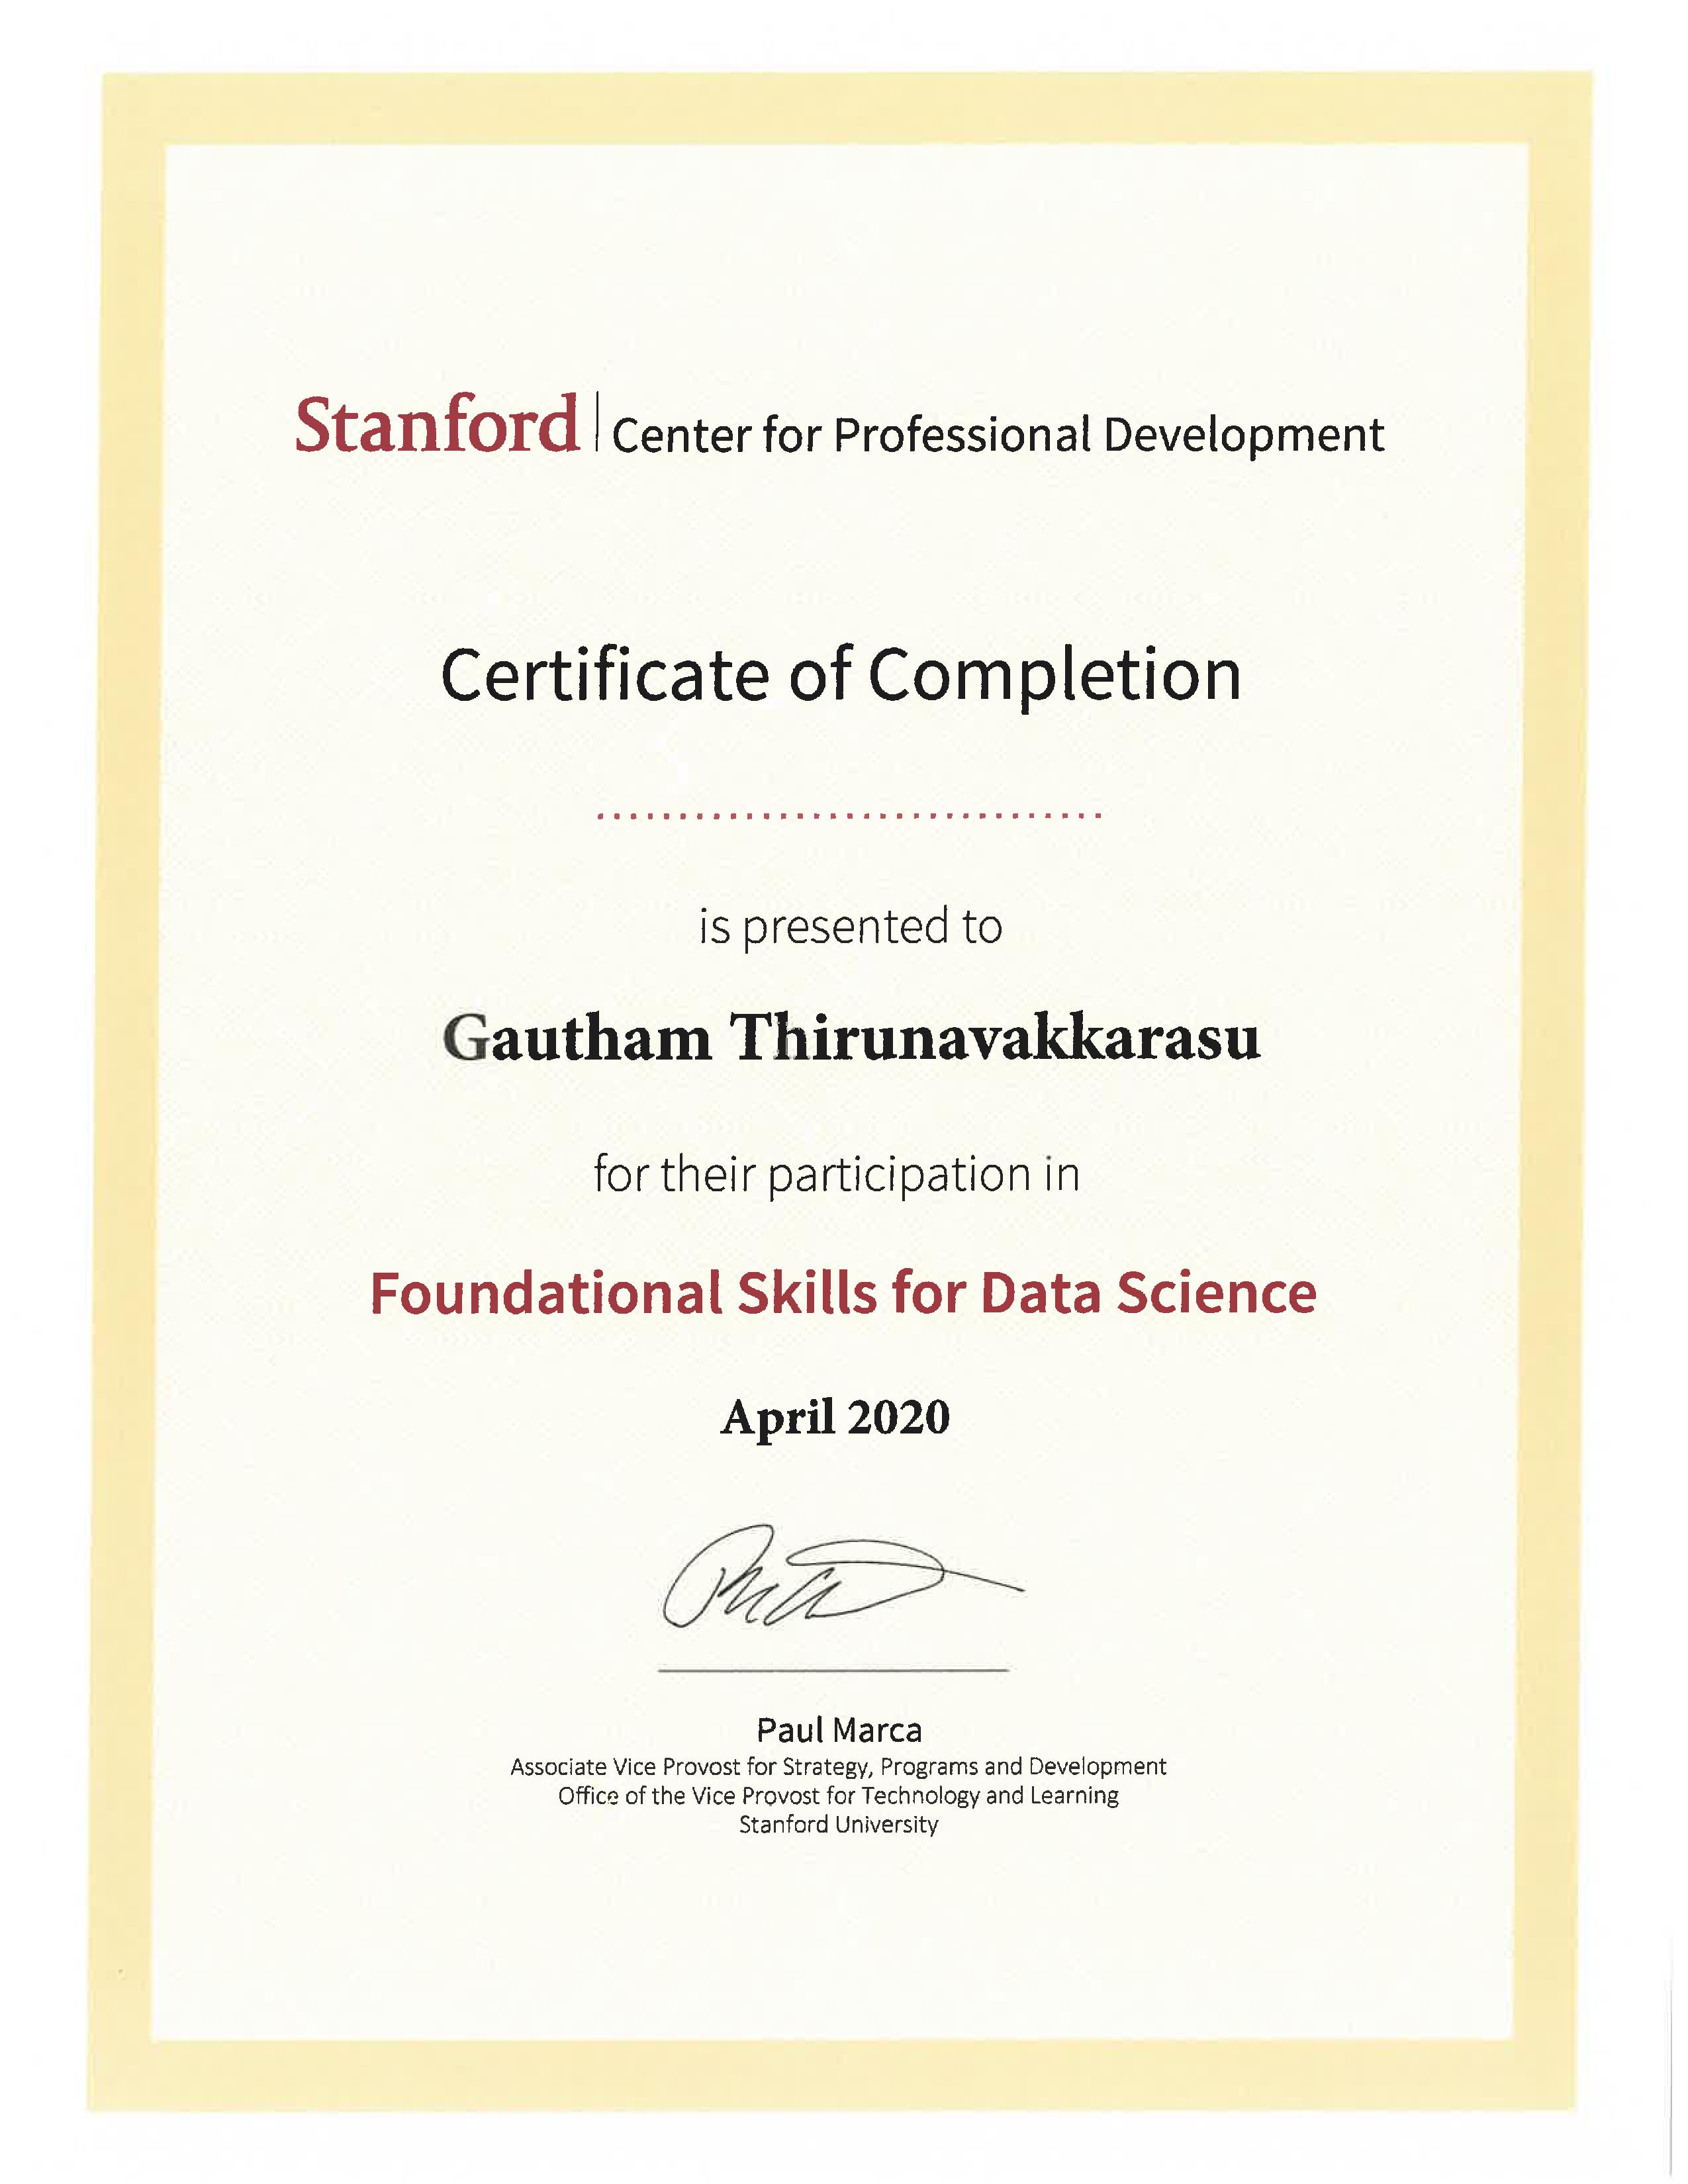 Stanford | Center for Professional Development
Certificate of Completion
is presented to
Gautham Thirunavakkarasu
for their participation in
Foundational Skills for Data Science
April 2020
Paul Marca
Associate Vice Provost for Strategy, Programs and Development
Office of the Vice Provost for Technology and Learning
Stanford University